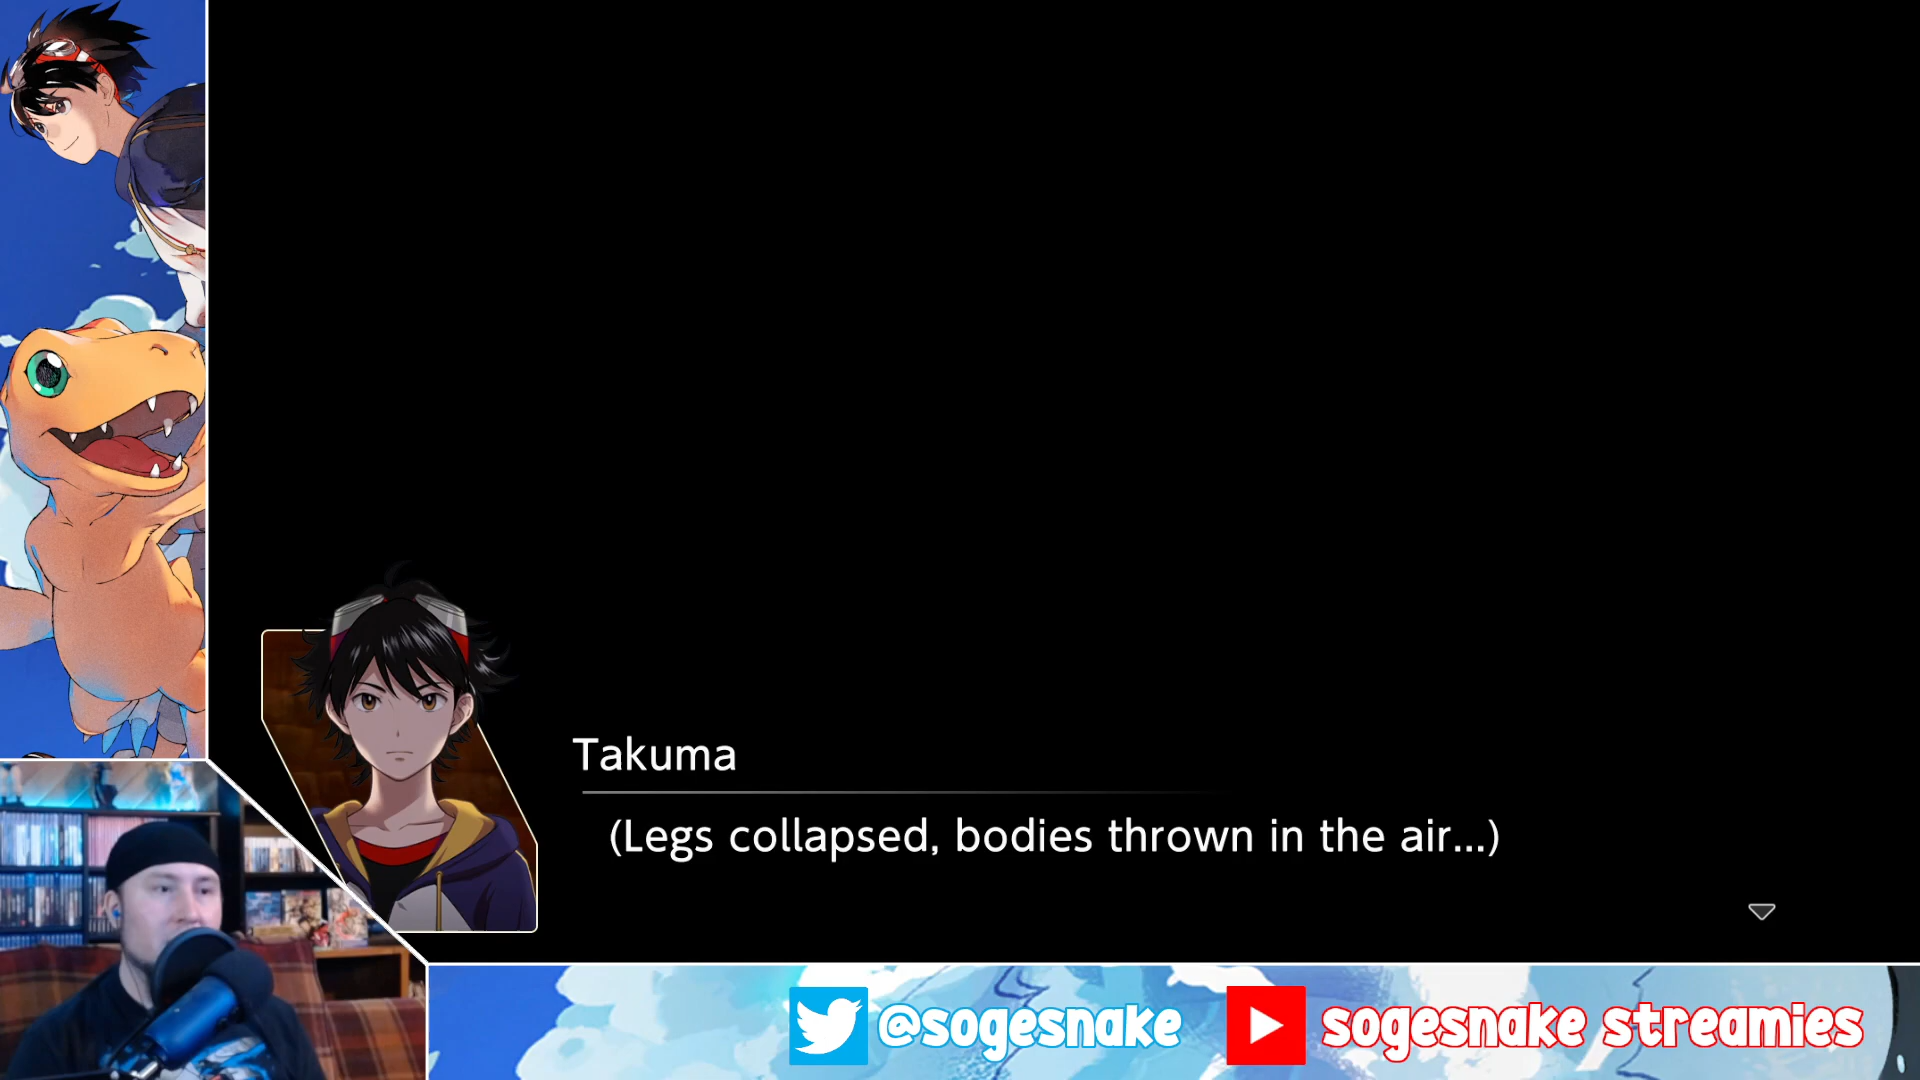 Takuma
(Legs collapsed, bodies thrown in the air...)
@sogesnake
sogesnake streamies